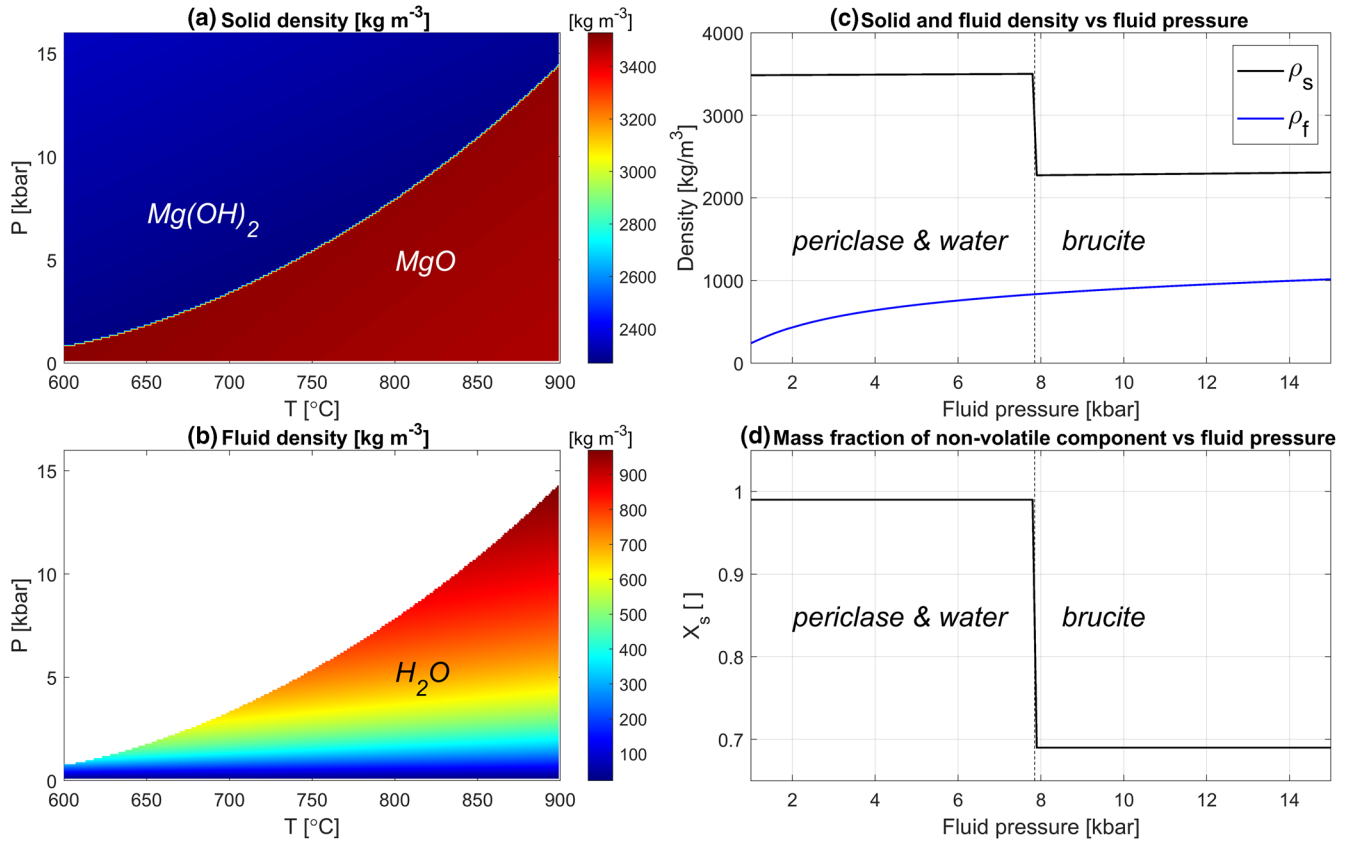 (a) Solid density [kg m-3]
[kg m-3]
15
10
5
0
P [kbar]
Mg(OH)2
MgO
600 650 700 750 800 850 900
T [°C]
3400
3200
3000
2800
2600
2400
(c) Solid and fluid density vs fluid pressure
4000
3000
2000
1000
0
Density [kg/m3]
ρs
ρf
periclase & water brucite
2 4 6 8 10 12 14
Fluid pressure [kbar]
(b) Fluid density [kg m-3]
[kg m-3]
15
10
5
0
P [kbar]
H2O
600 650 700 750 800 850 900
T [°C]
900
800
700
600
500
400
300
200
100
(d) Mass fraction of non-volatile component vs fluid pressure
1
0.9
0.8
0.7
Xs [ ]
periclase & water brucite
2 4 6 8 10 12 14
Fluid pressure [kbar]